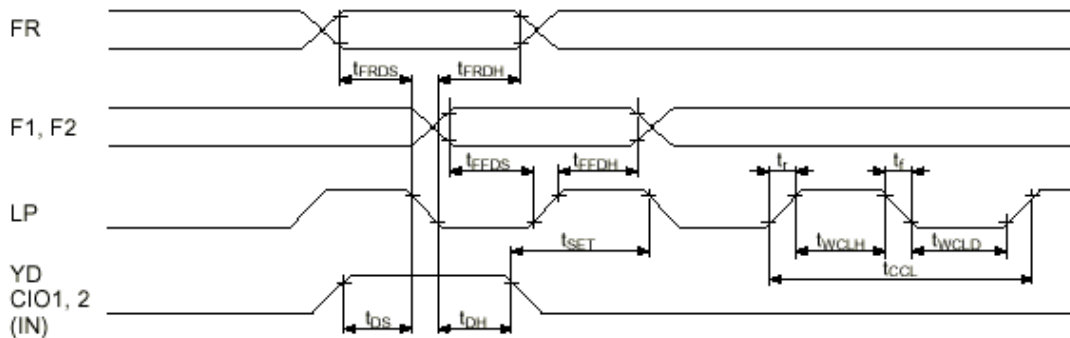 FR
tFRDS
tFRDH
F1, F2
tFFDS
tFFDH
tr
tf
LP
tSET
tWCLH
tWCLD
tCCL
YD
CIO1, 2
(IN)
tDS
tDH